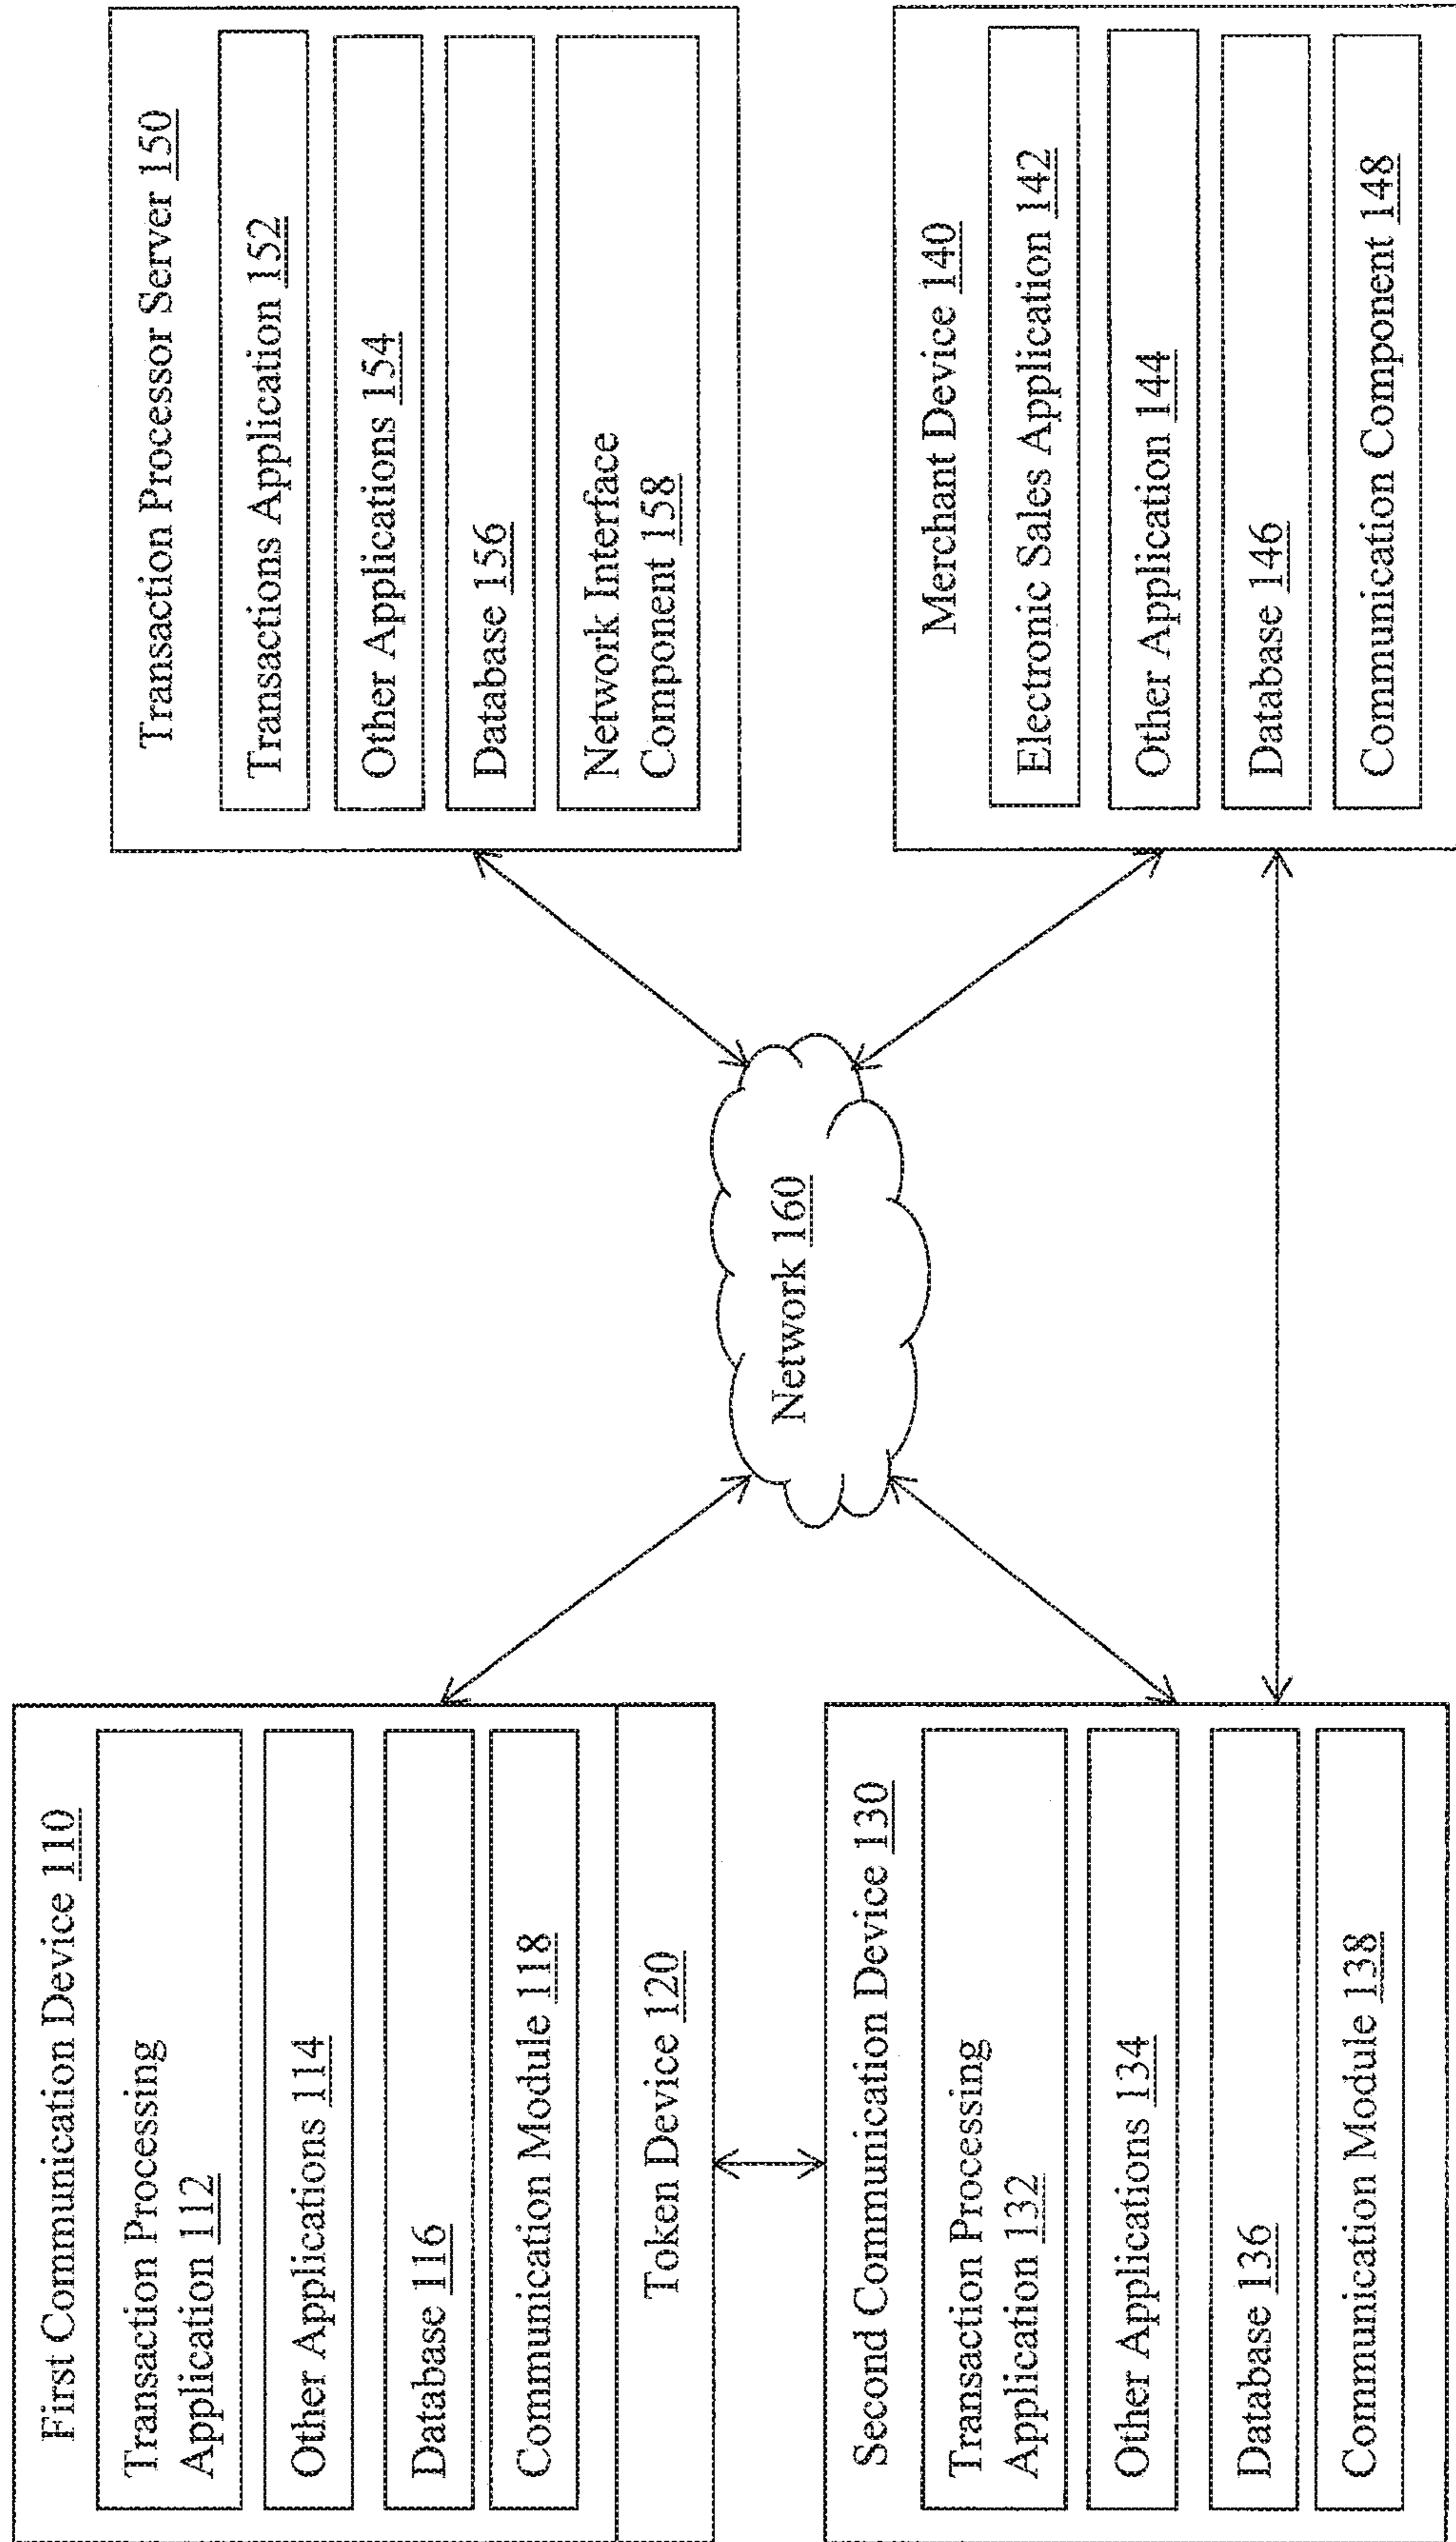 First Communication Device 110
Transaction Processing
Application 112
Other Applications 114
Database 116
Communication Module 118
Token Device 120
Second Communication Device 130
Transaction Processing
Application 132
Other Applications 134
Database 136
Communication Module 138
Network 160
Transaction Processor Server 150
Transactions Application 152
Other Applications 154
Database 156
Network Interface
Component 158
Merchant Device 140
Electronic Sales Application 142
Other Application 144
Database 146
Communication Component 148